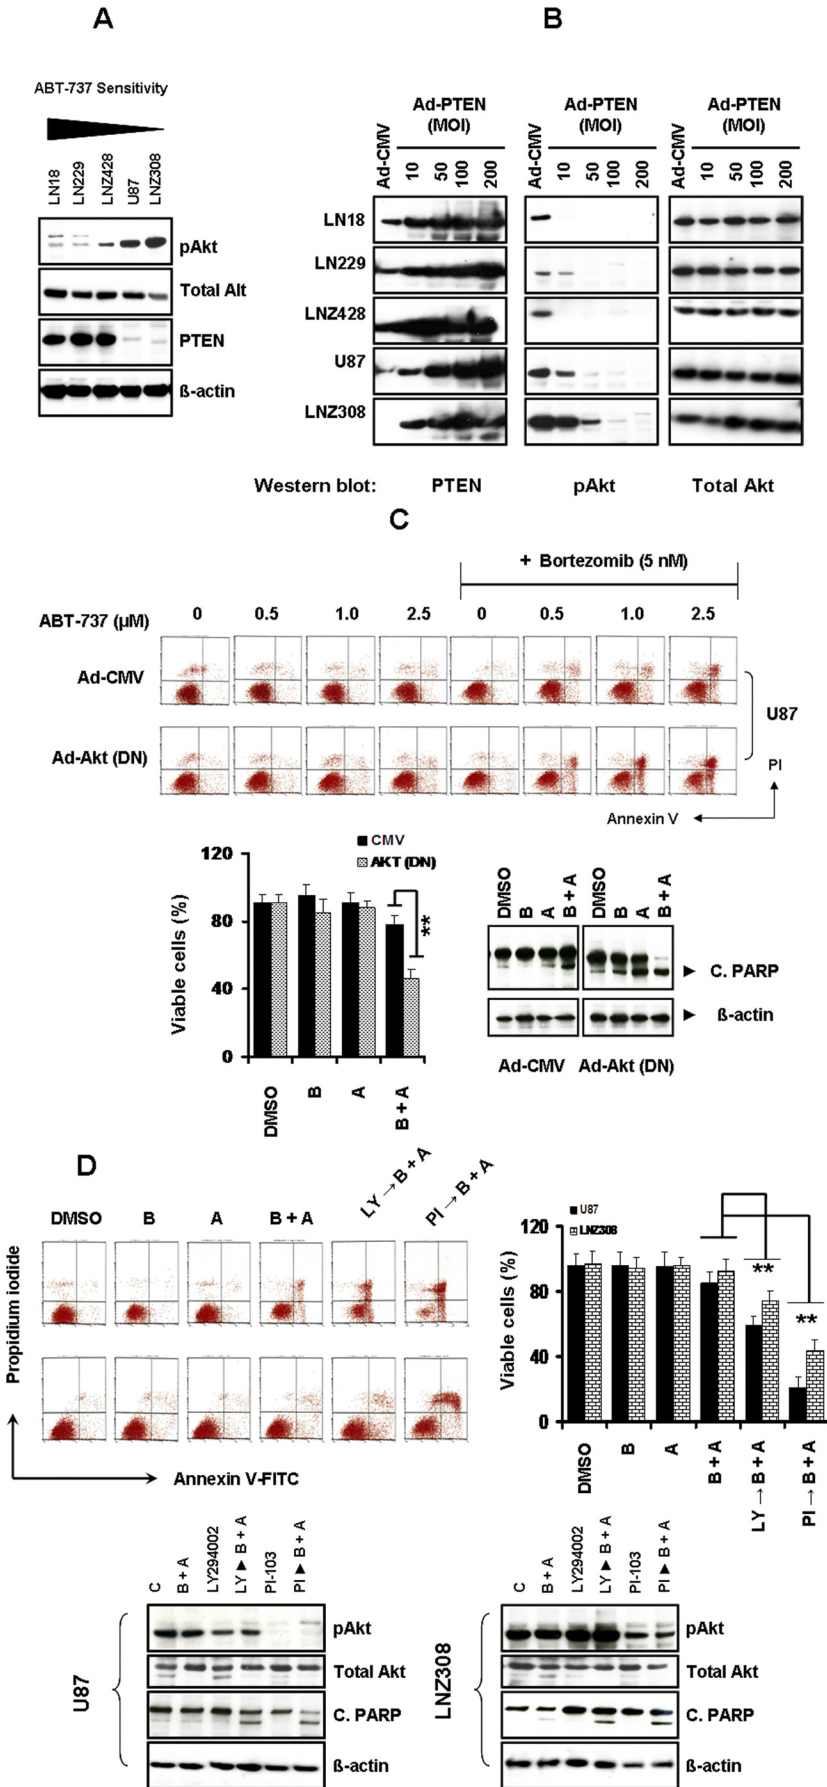 A
ABT-737 Sensitivity
LN18 LN229 LNZ428 U87 LNZ308
pAkt
Total Alt
PTEN
ß-actin
B
Ad-PTEN (MOI) Ad-PTEN (MOI) Ad-PTEN (MOI)
Ad-CMV 10 50 100 200 Ad-CMV 10 50 100 200 Ad-CMV 10 50 100 200
LN18
LN229
LNZ428
U87
LNZ308
Western blot: PTEN pAkt Total Akt
C
+ Bortezomib (5 nM)
ABT-737 (µM) 0 0.5 1.0 2.5 0 0.5 1.0 2.5
Ad-CMV
U87
Ad-Akt (DN)
PI
Annexin V
CMV
AKT (DN)
120
80
40
0
Viable cells (%)
**
DMSO B A B + A
DMSO B A B + A DMSO B A B + A
C. PARP
ß-actin
Ad-CMV Ad-Akt (DN)
D
DMSO B A B + A LY → B + A PI → B + A
Propidium iodide
Annexin V-FITC
U87
LNZ308
120
80
40
0
Viable cells (%)
**
**
DMSO B A B + A LY → B + A PI → B + A
C B + A LY294002 LY ▶ B + A PI-103 PI ▶ B + A
U87
pAkt
Total Akt
C. PARP
ß-actin
C B + A LY294002 LY ▶ B + A PI-103 PI ▶ B + A
LNZ308
pAkt
Total Akt
C. PARP
ß-actin